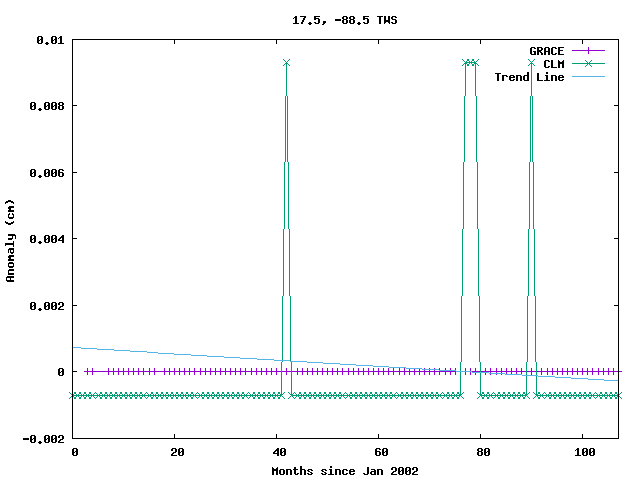 17.5, -88.5 TWS
0.01
GRACE
CLM
Trend Line
0.008
0.006
0.004
0.002
0
-0.002
Anomaly (cm)
0 20 40 60 80 100
Months since Jan 2002